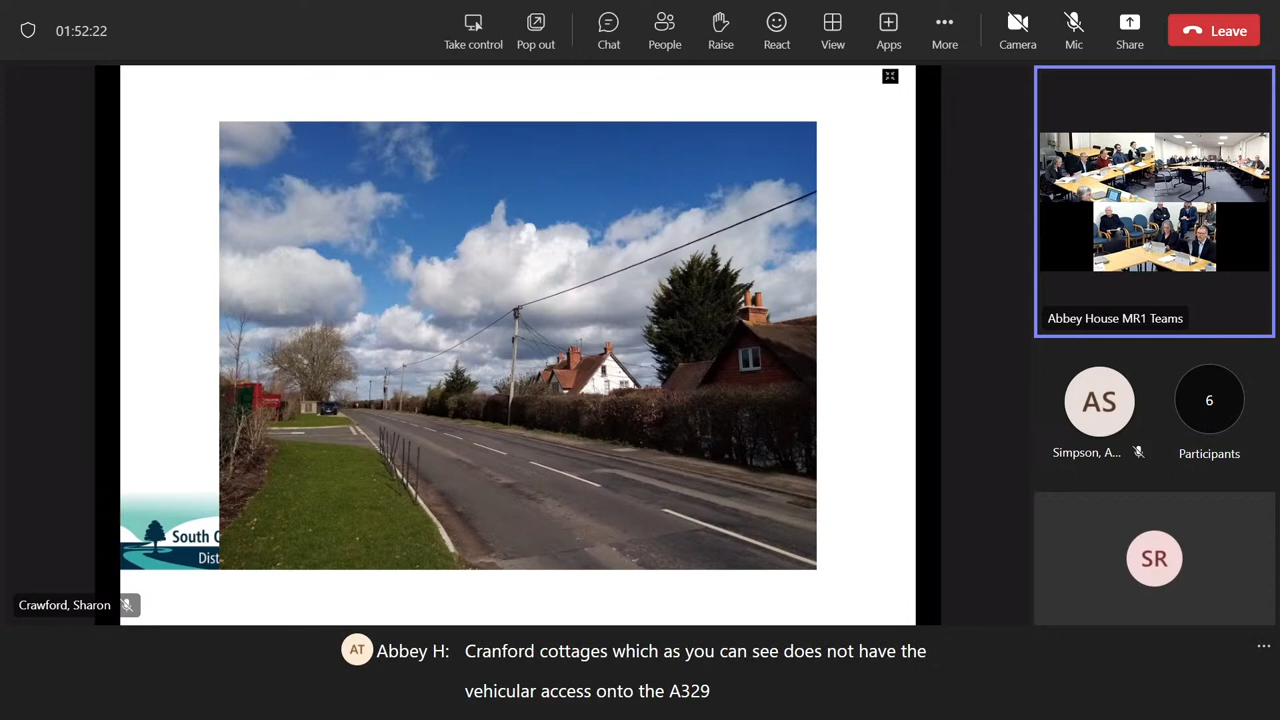 01:52:22
Take control
Pop out
Chat
People
Raise
React
View
Apps
More
Camera
Mic
Share
Leave
Abbey House MR1 Teams
AS
6
Simpson, A...
Participants
South
Dist
SR
Crawford, Sharon
AT
Abbey H:
Cranford cottages which as you can see does not have the
vehicular access onto the A329